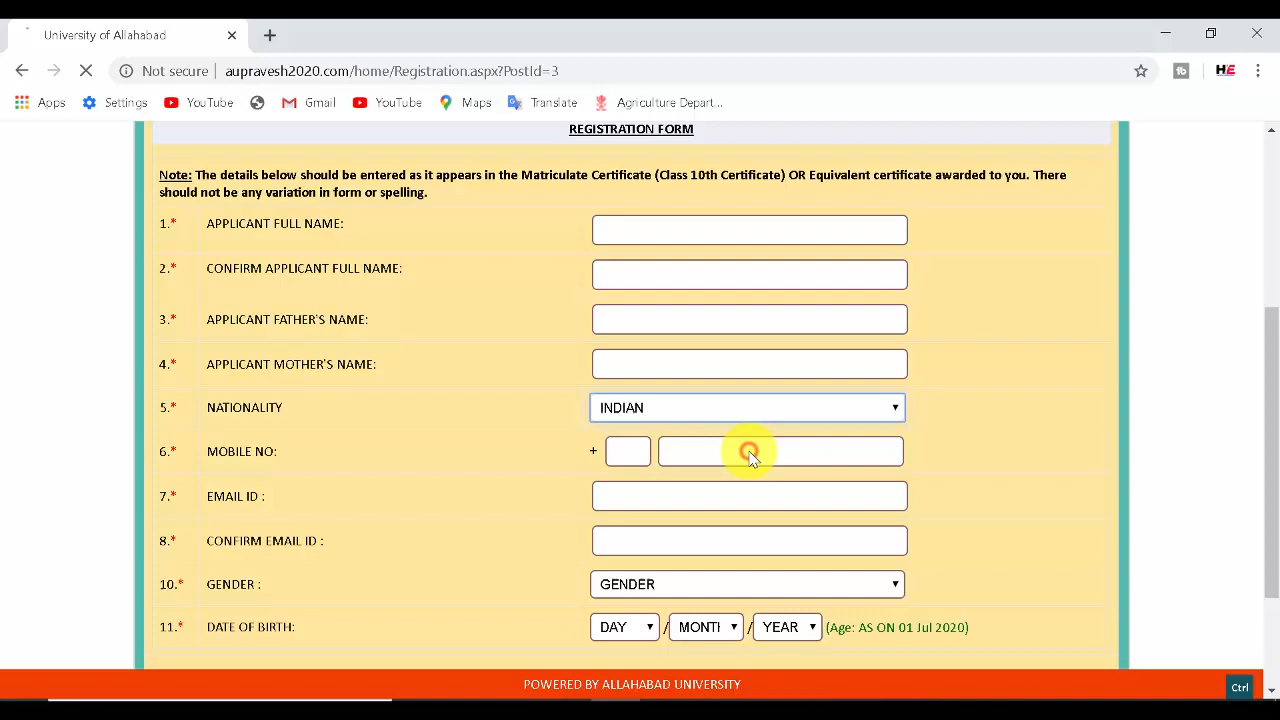 University of Allahabad
Not secure aupravesh2020.com/home/Registration.aspx?PostId=3
HE
Apps Settings YouTube Gmail YouTube Maps Translate Agriculture Depart...
REGISTRATION FORM
Note: The details below should be entered as it appears in the Matriculate Certificate (Class 10th Certificate) OR Equivalent certificate awarded to you. There
should not be any variation in form or spelling.
1.* APPLICANT FULL NAME:
2.* CONFIRM APPLICANT FULL NAME:
3.* APPLICANT FATHER'S NAME:
4.* APPLICANT MOTHER'S NAME:
5.* NATIONALITY INDIAN
6.* MOBILE NO: +
7.* EMAIL ID :
8.* CONFIRM EMAIL ID :
10.* GENDER : GENDER
11.* DATE OF BIRTH: DAY / MONTH / YEAR (Age: AS ON 01 Jul 2020)
POWERED BY ALLAHABAD UNIVERSITY
Ctrl